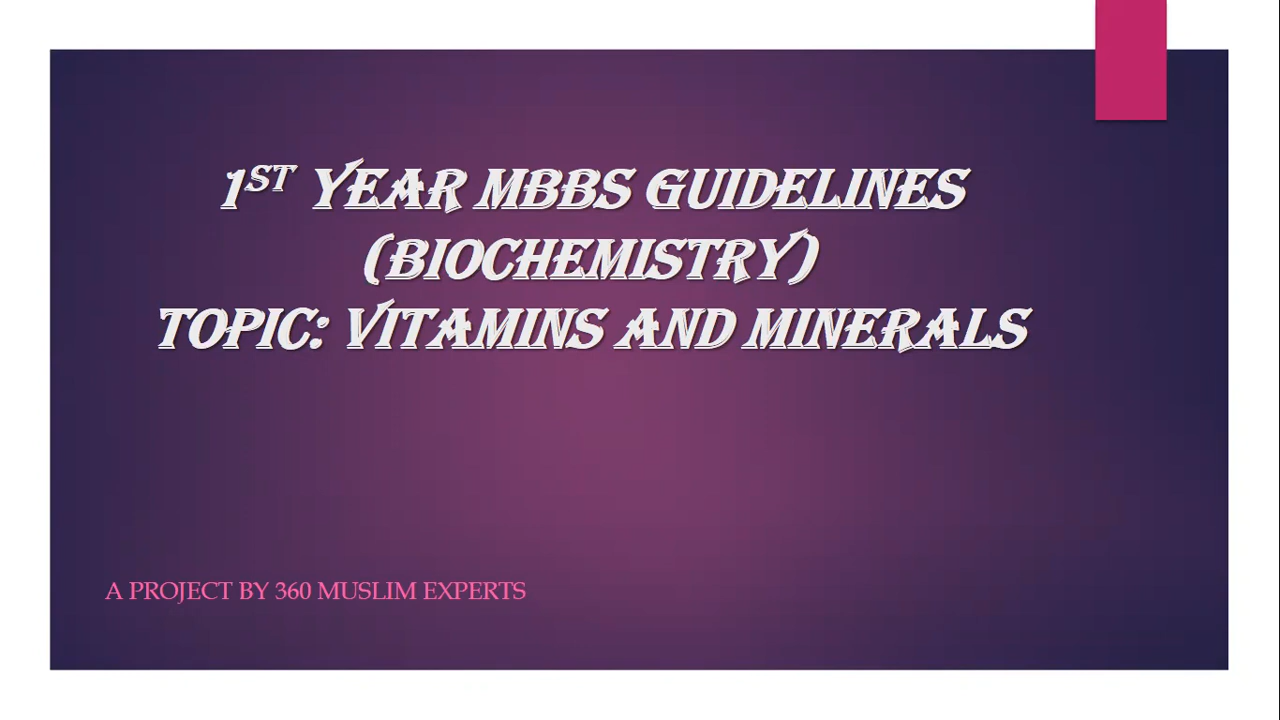 1ST YEAR MBBS GUIDELINES
(BIOCHEMISTRY)
TOPIC: VITAMINS AND MINERALS
A PROJECT BY 360 MUSLIM EXPERTS